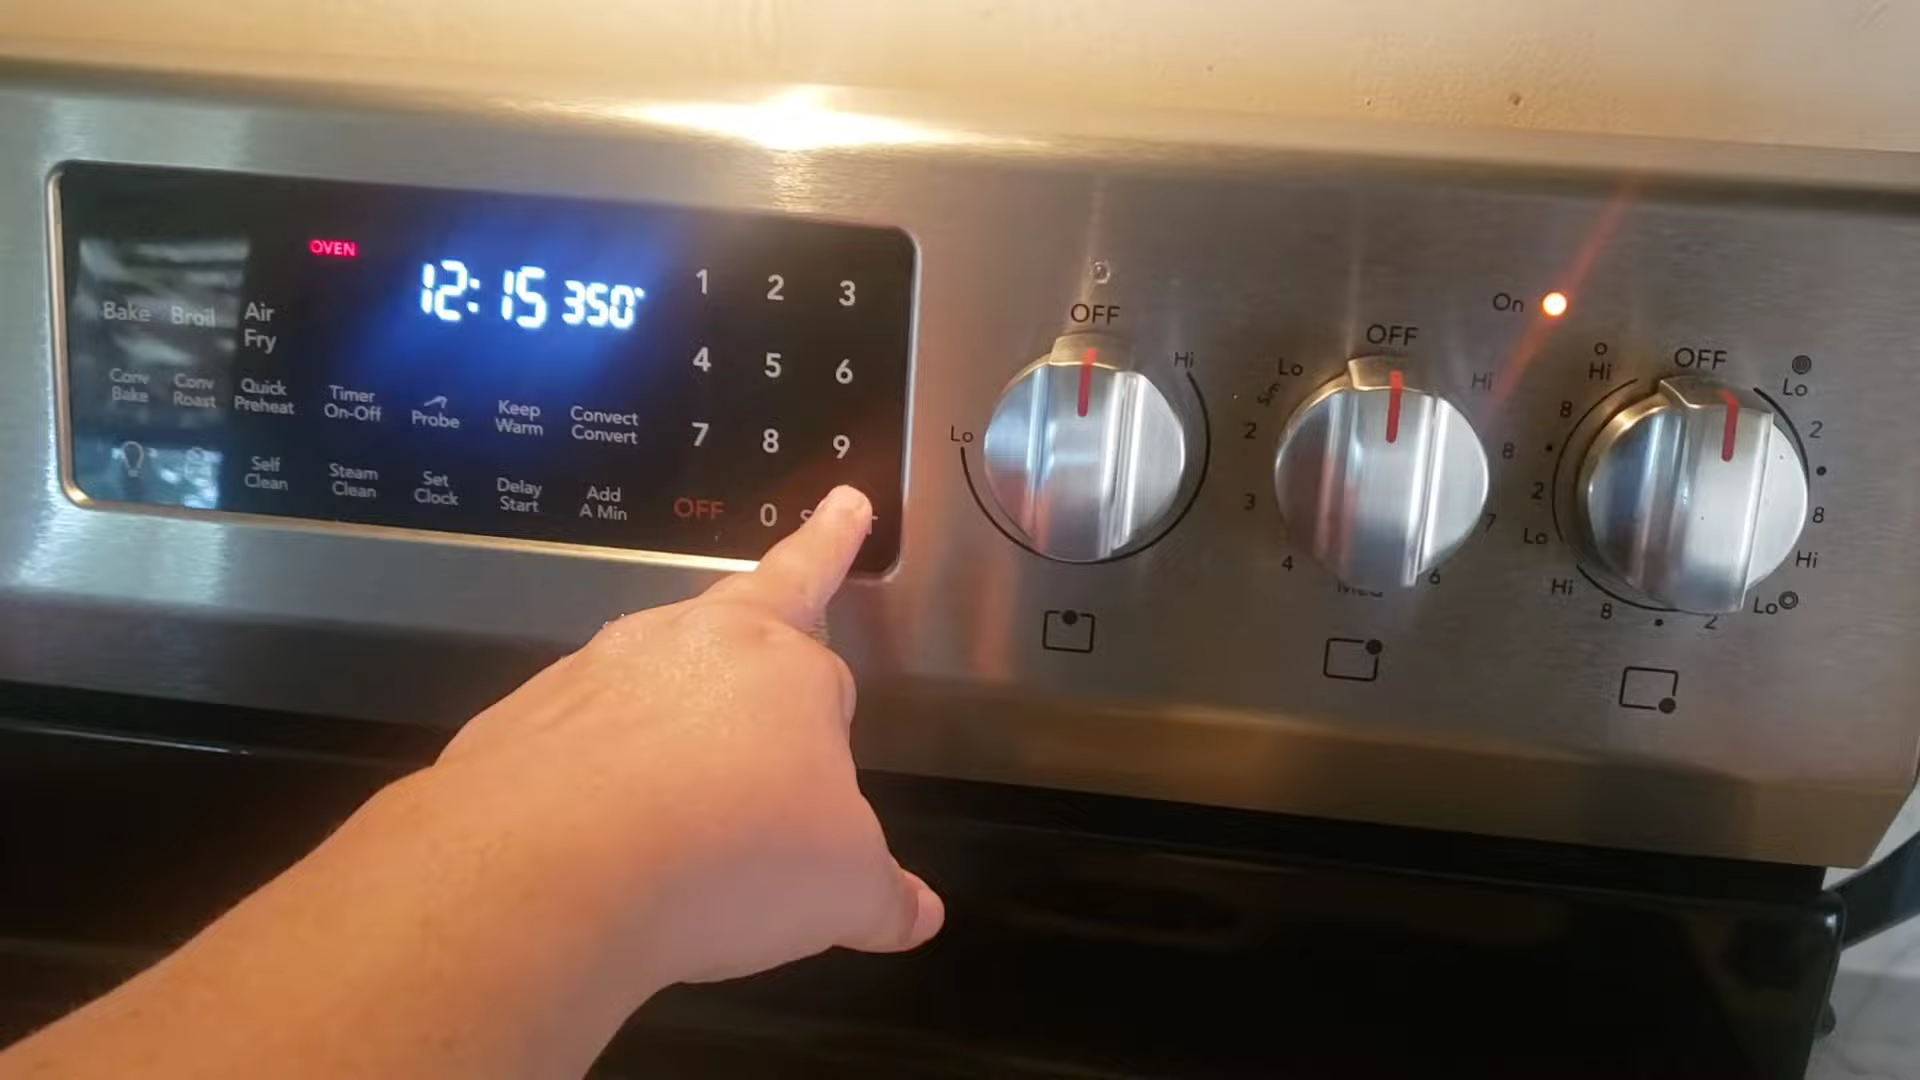 OVEN
12:15 350°
1 2 3
Bake Broil Air Fry
4 5 6
Conv Bake Conv Roast Quick Preheat Timer On-Off Probe Keep Warm Convect Convert
7 8 9
Self Clean Steam Clean Set Clock Delay Start Add A Min
OFF 0
OFF
Hi
Lo
OFF
Lo
Sim
2
3
4
6
7
8
Hi
On
OFF
Hi
8
2
Lo
Lo
2
8
Hi
Hi
8
2
Lo